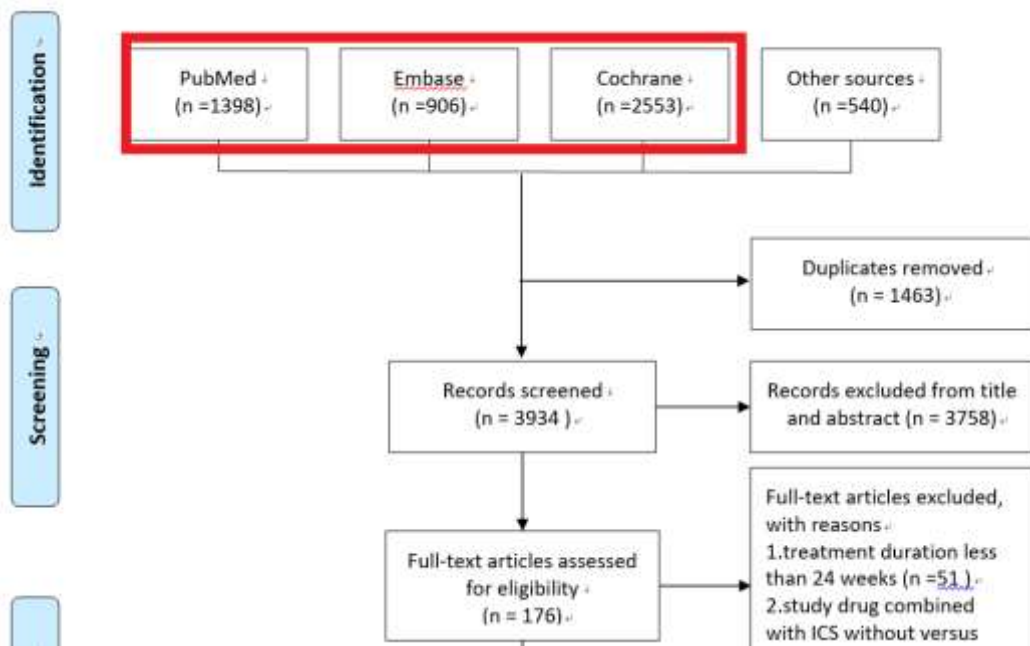 Identification
PubMed
(n =1398)
Embase
(n =906)
Cochrane
(n =2553)
Other sources
(n =540)
Duplicates removed
(n = 1463)
Screening
Records screened
(n = 3934 )
Records excluded from title
and abstract (n = 3758)
Full-text articles assessed
for eligibility
(n = 176)
Full-text articles excluded,
with reasons
1.treatment duration less
than 24 weeks (n =51 )
2.study drug combined
with ICS without versus